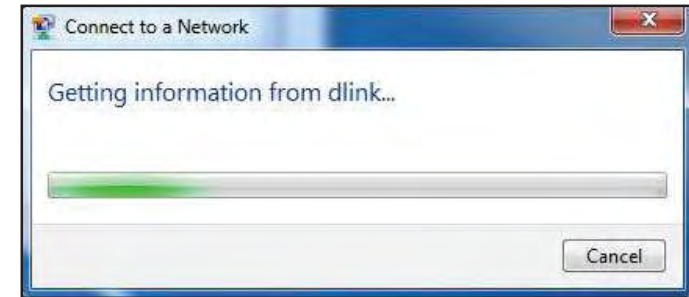 Connect to a Network
Getting information from dlink...
Cancel